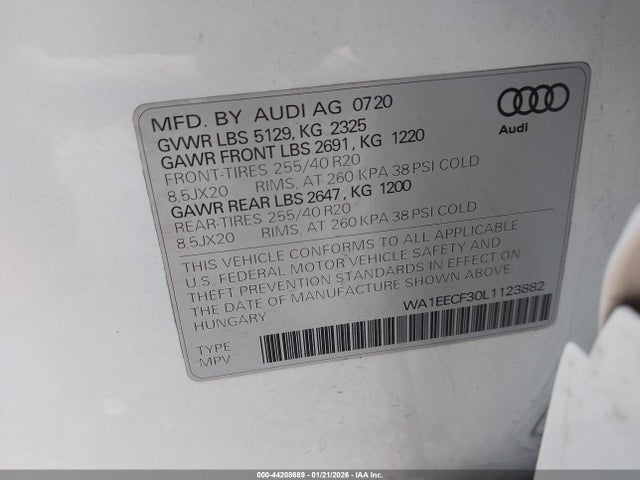 MFD. BY AUDI AG 0720
GVWR LBS 5129, KG 2325
GAWR FRONT LBS 2691, KG 1220
FRONT-TIRES 255/40 R20
8,5JX20 RIMS, AT 260 KPA 38 PSI COLD
GAWR REAR LBS 2647, KG 1200
REAR-TIRES 255/40 R20
8,5JX20 RIMS, AT 260 KPA 38 PSI COLD
Audi
THIS VEHICLE CONFORMS TO ALL APPLICABLE
U.S. FEDERAL MOTOR VEHICLE SAFETY AND
THEFT PREVENTION STANDARDS IN EFFECT ON
THE DATE OF MANUFACTURE SHOWN ABOVE.
HUNGARY
WA1EECF30L1123882
TYPE
MPV
000-44208689 - 01/21/2026 - IAAI.com